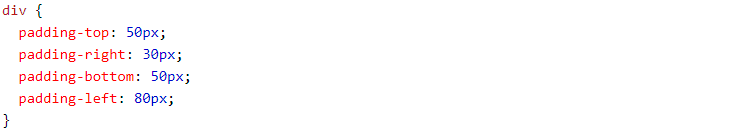 div {
  padding-top: 50px;
  padding-right: 30px;
  padding-bottom: 50px;
  padding-left: 80px;
}